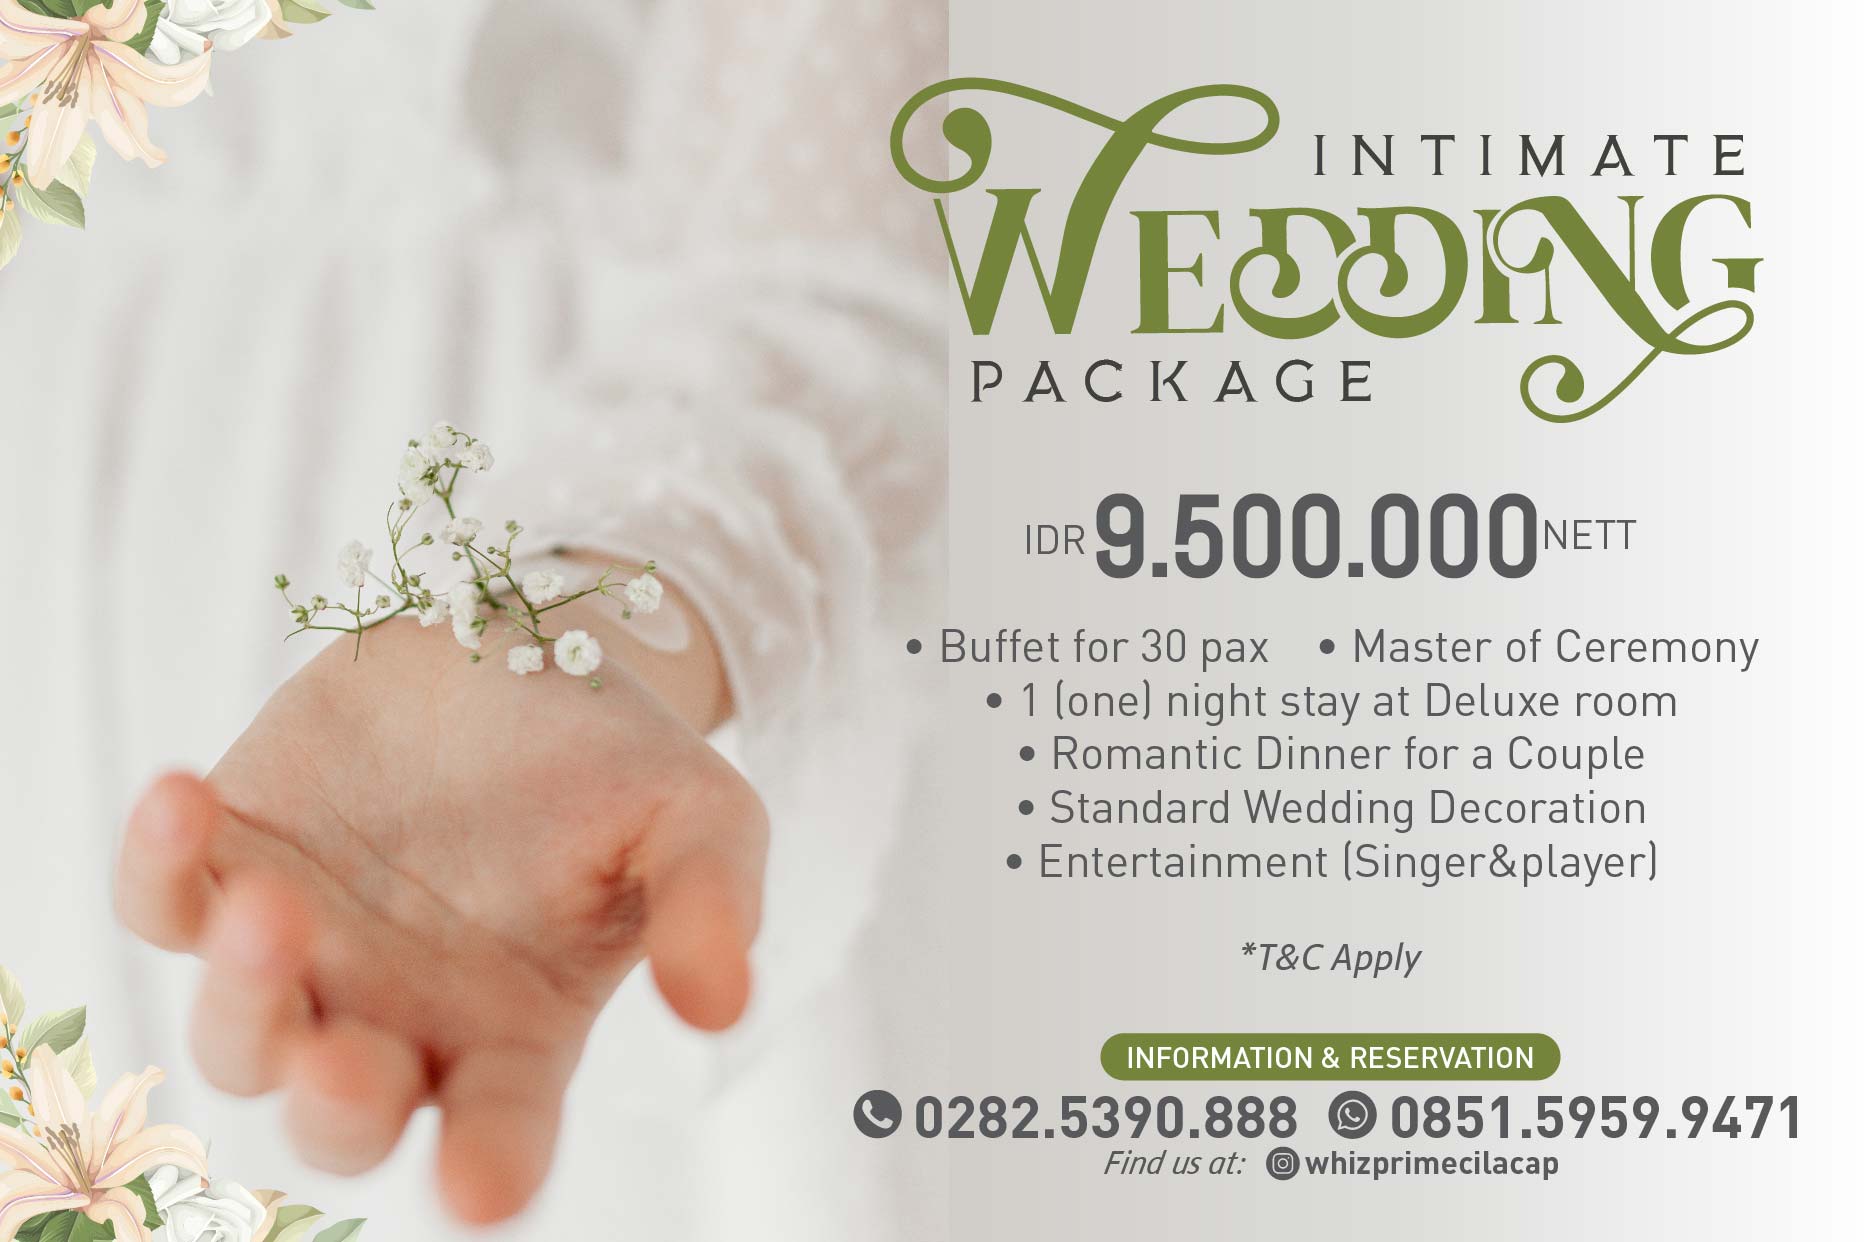 INTIMATE
WEDDING
PACKAGE
IDR 9.500.000 NETT
• Buffet for 30 pax • Master of Ceremony
• 1 (one) night stay at Deluxe room
• Romantic Dinner for a Couple
• Standard Wedding Decoration
• Entertainment (Singer&player)
*T&C Apply
INFORMATION & RESERVATION
0282.5390.888 0851.5959.9471
Find us at: whizprimecilacap